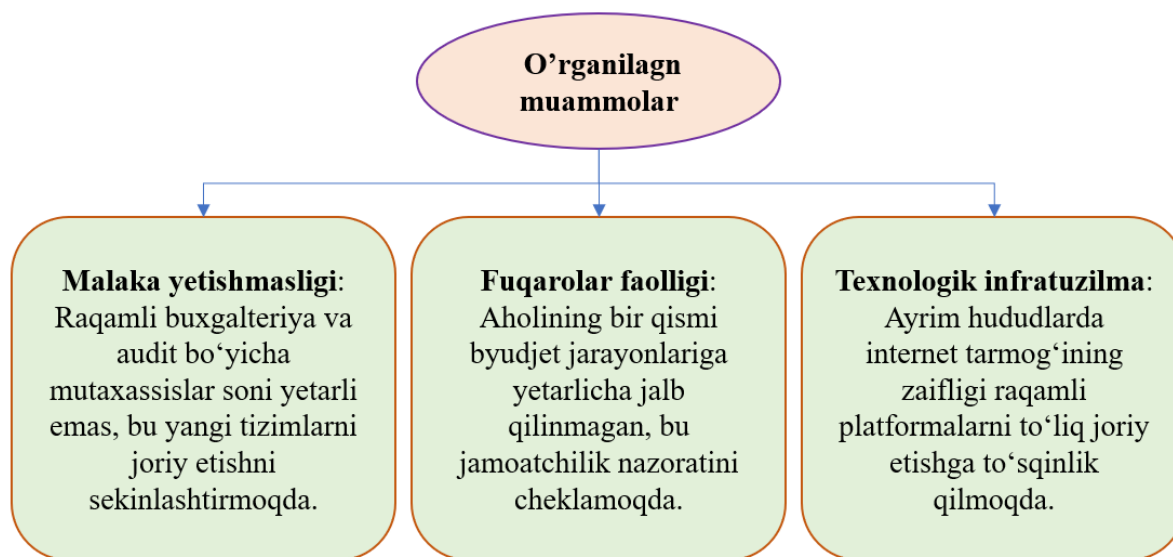 O’rganilagn
muammolar
Malaka yetishmasligi:
Raqamli buxgalteriya va
audit bo‘yicha
mutaxassislar soni yetarli
emas, bu yangi tizimlarni
joriy etishni
sekinlashtirmoqda.
Fuqarolar faolligi:
Aholining bir qismi
byudjet jarayonlariga
yetarlicha jalb
qilinmagan, bu
jamoatchilik nazoratini
cheklamoqda.
Texnologik infratuzilma:
Ayrim hududlarda
internet tarmog‘ining
zaifligi raqamli
platformalarni to‘liq joriy
etishga to‘sqinlik
qilmoqda.